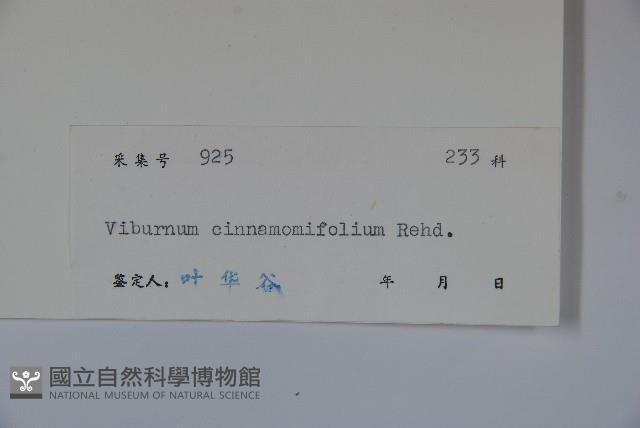 采集号 925 233 科
Viburnum cinnamomifolium Rehd.
鉴定人: 叶华谷 年 月 日
國立自然科學博物館
NATIONAL MUSEUM OF NATURAL SCIENCE